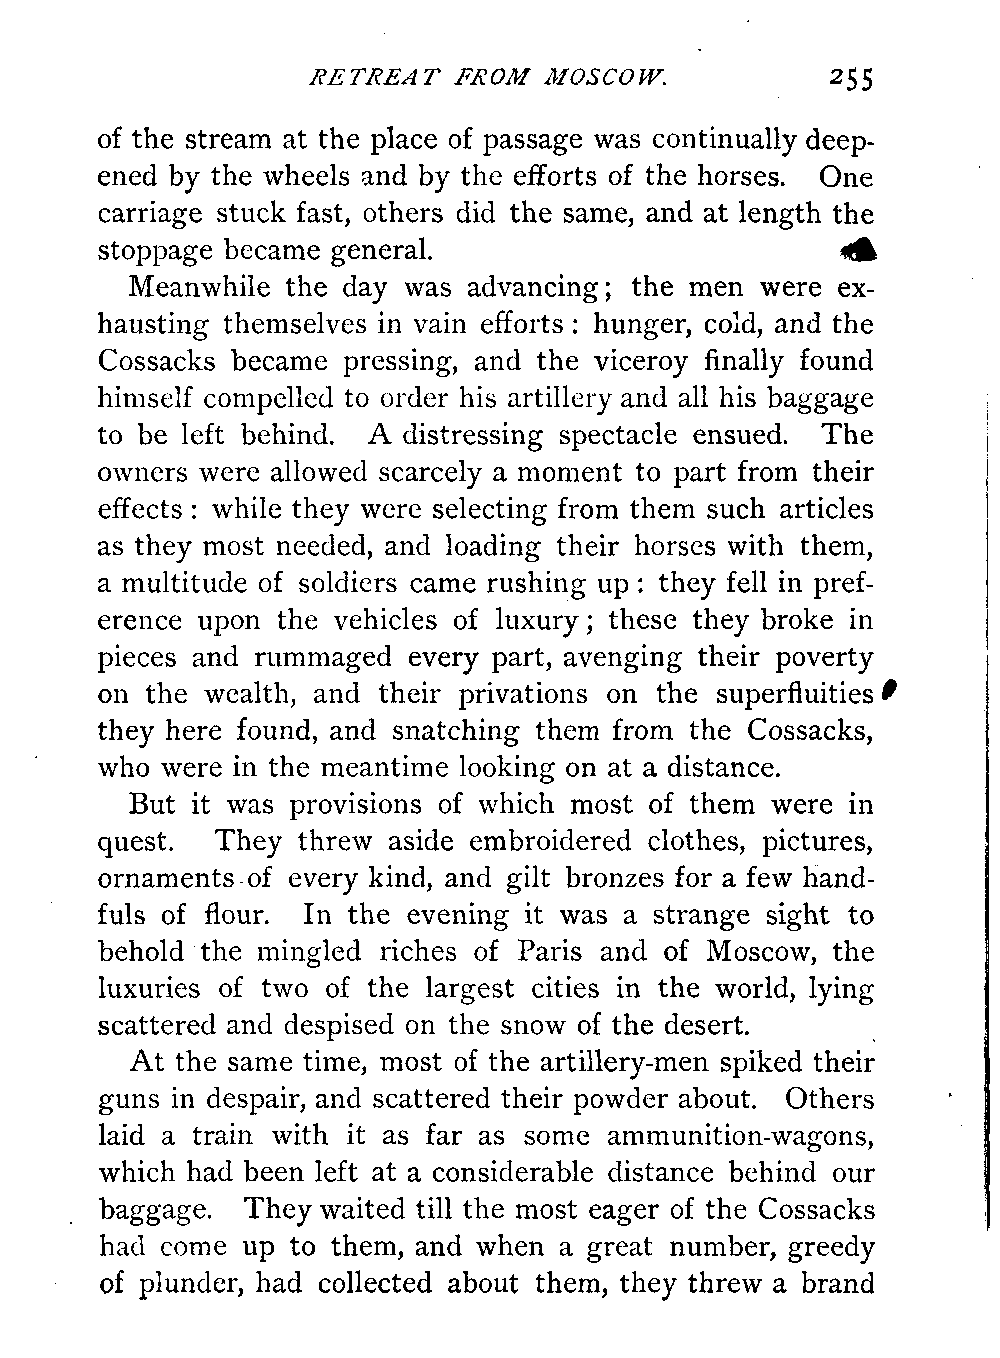 RETREAT FROM MOSCOW. 255
of the stream at the place of passage was continually deep-
ened by the wheels and by the efforts of the horses. One
carriage stuck fast, others did the same, and at length the
stoppage became general.
Meanwhile the day was advancing; the men were ex-
hausting themselves in vain efforts : hunger, cold, and the
Cossacks became pressing, and the viceroy finally found
himself compelled to order his artillery and all his baggage
to be left behind. A distressing spectacle ensued. The
owners were allowed scarcely a moment to part from their
effects : while they were selecting from them such articles
as they most needed, and loading their horses with them,
a multitude of soldiers came rushing up : they fell in pref-
erence upon the vehicles of luxury ; these they broke in
pieces and rummaged every part, avenging their poverty
on the wealth, and their privations on the superfluities
they here found, and snatching them from the Cossacks,
who were in the meantime looking on at a distance.
But it was provisions of which most of them were in
quest. They threw aside embroidered clothes, pictures,
ornaments of every kind, and gilt bronzes for a few hand-
fuls of flour. In the evening it was a strange sight to
behold the mingled riches of Paris and of Moscow, the
luxuries of two of the largest cities in the world, lying
scattered and despised on the snow of the desert.
At the same time, most of the artillery-men spiked their
guns in despair, and scattered their powder about. Others
laid a train with it as far as some ammunition-wagons,
which had been left at a considerable distance behind our
baggage. They waited till the most eager of the Cossacks
had come up to them, and when a great number, greedy
of plunder, had collected about them, they threw a brand